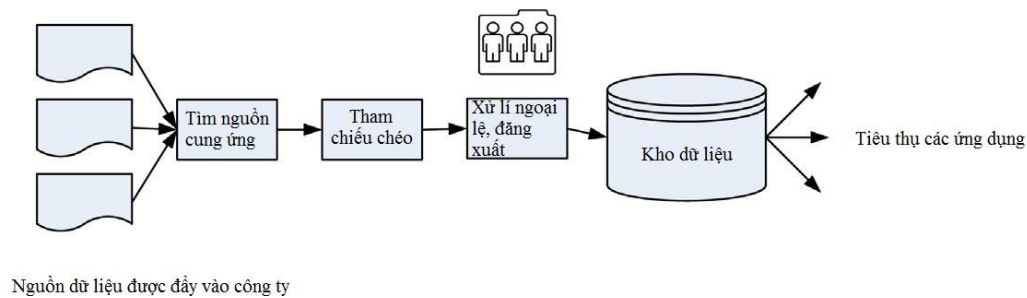 Tìm nguồn
cung ứng
Tham
chiếu chéo
Xử lí ngoại
lệ, đăng
xuất
Kho dữ liệu
Tiêu thụ các ứng dụng
Nguồn dữ liệu được đẩy vào công ty